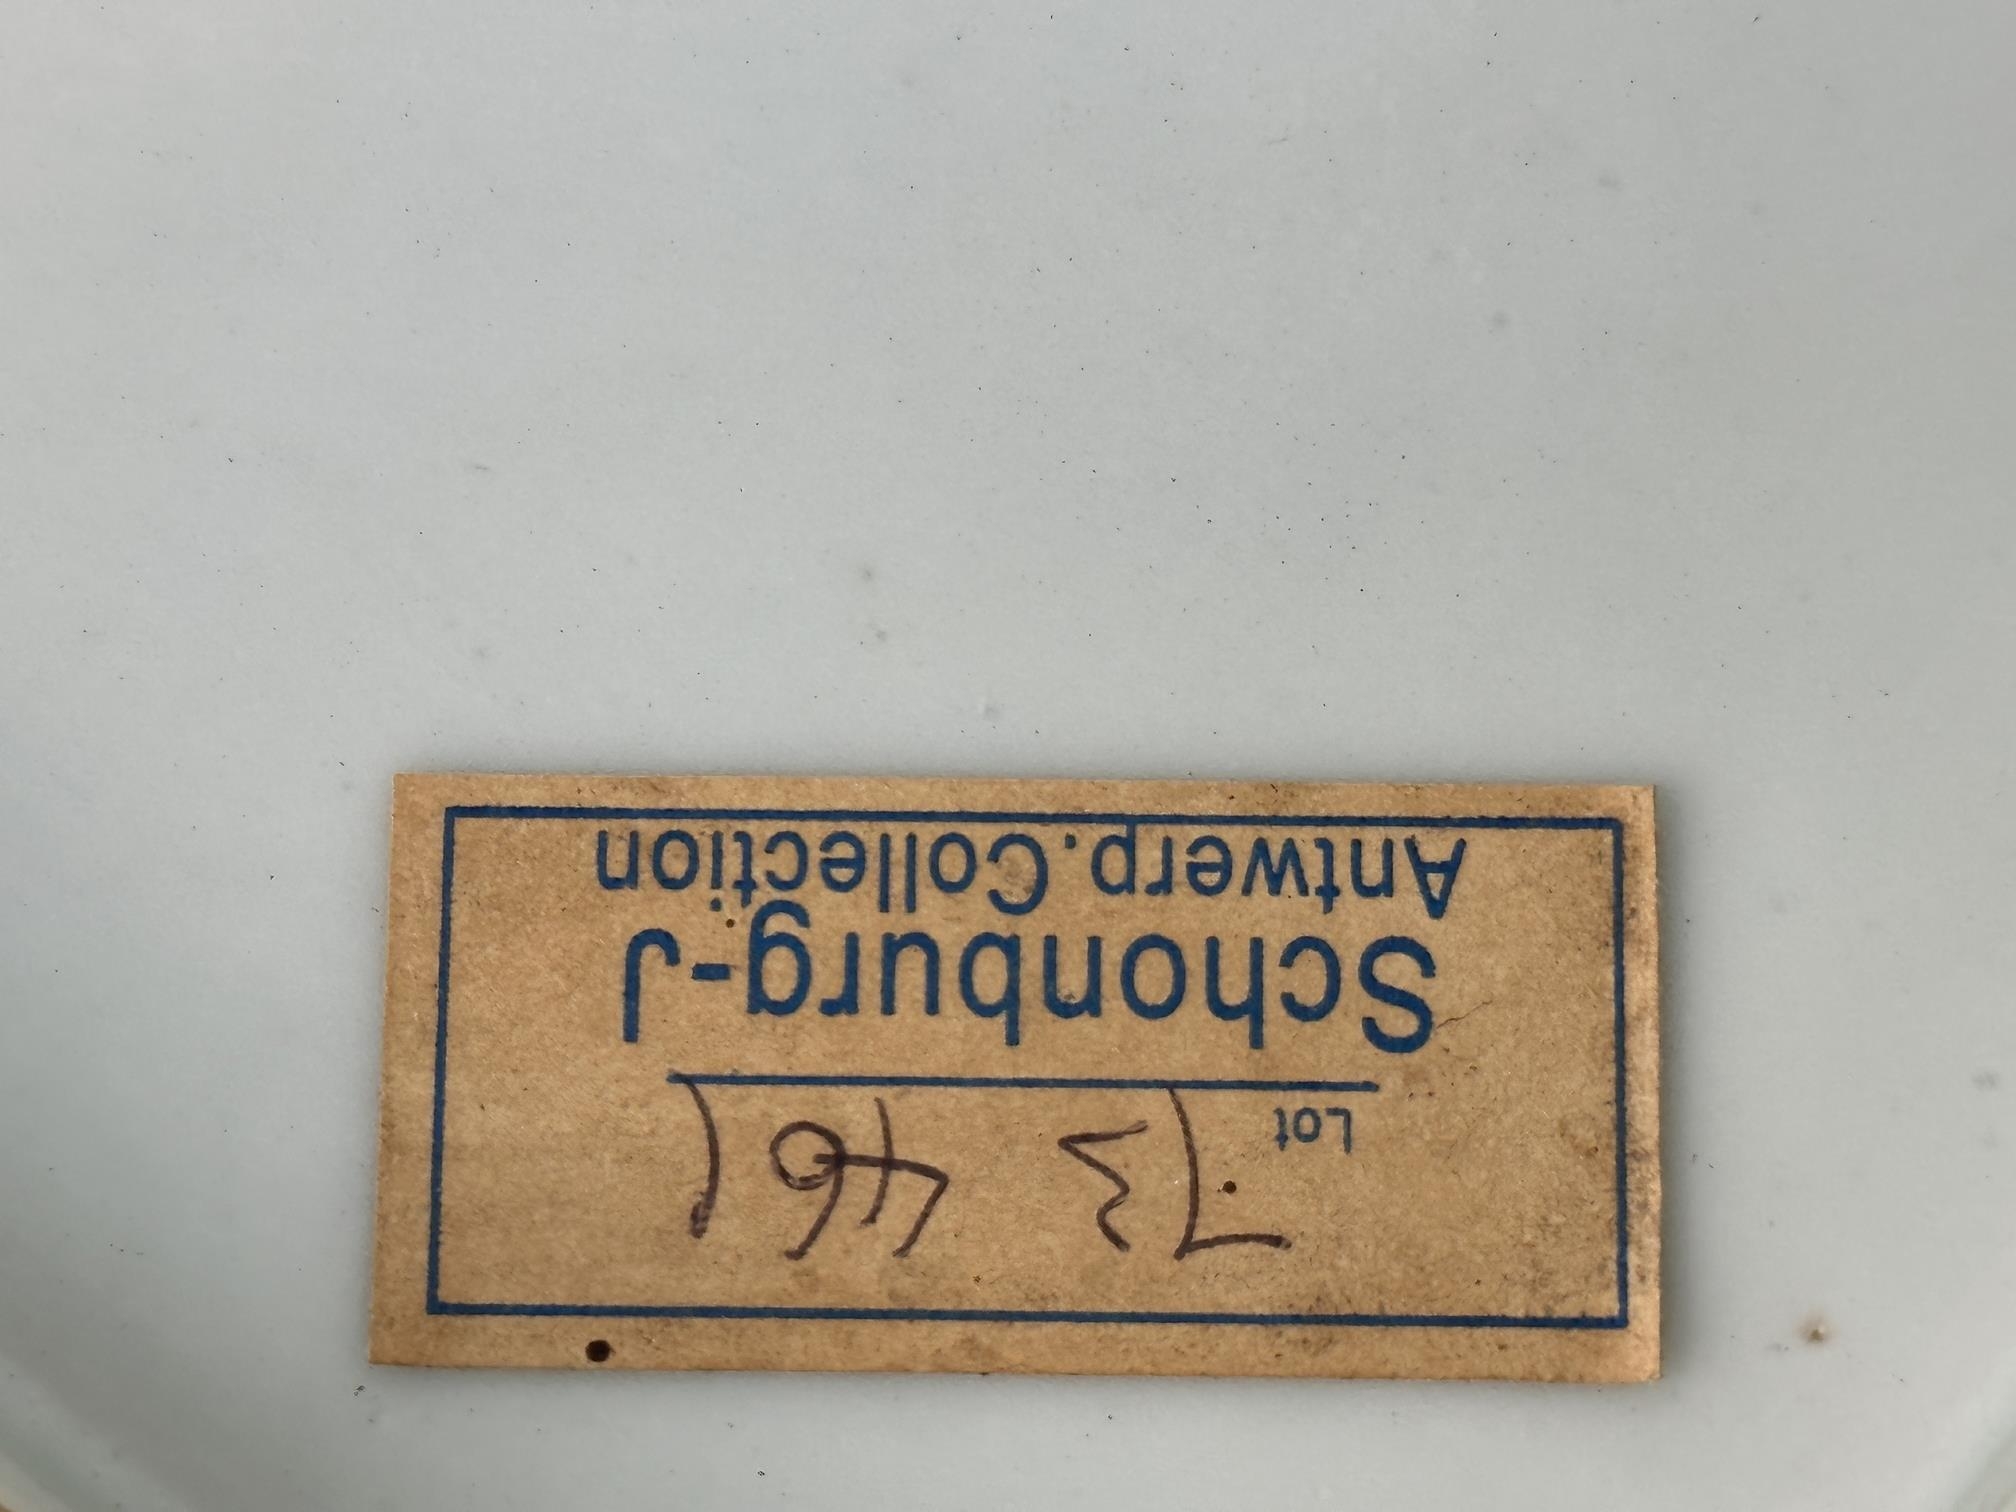 Lot 73 461
Schonburg-J
Antwerp.Collection